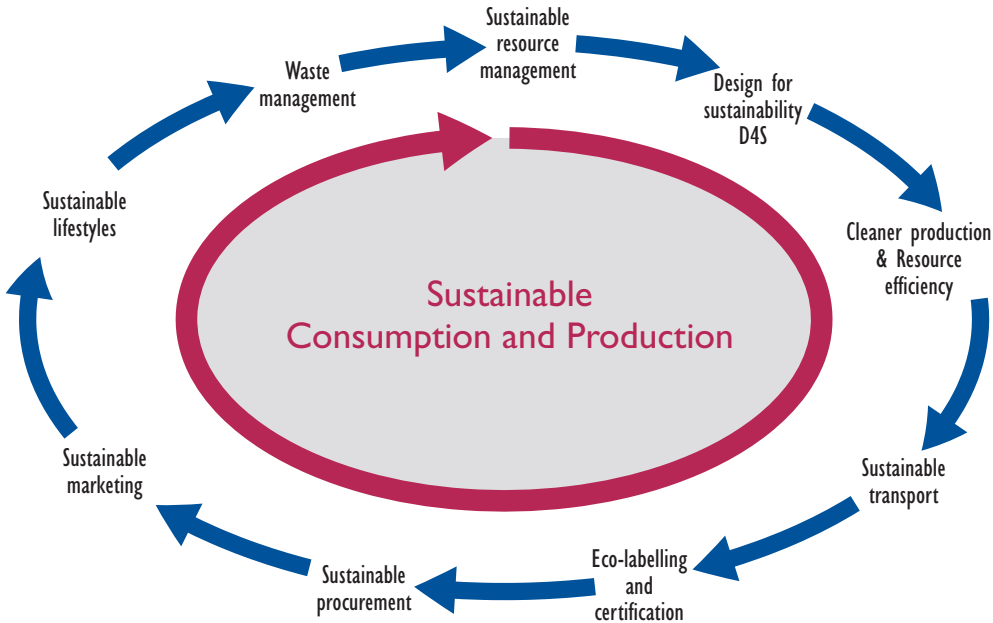 Sustainable
resource
management
Design for
sustainability
D4S
Cleaner production
& Resource
efficiency
Sustainable
transport
Eco-labelling
and
certification
Sustainable
procurement
Sustainable
marketing
Sustainable
lifestyles
Waste
management
Sustainable
Consumption and Production